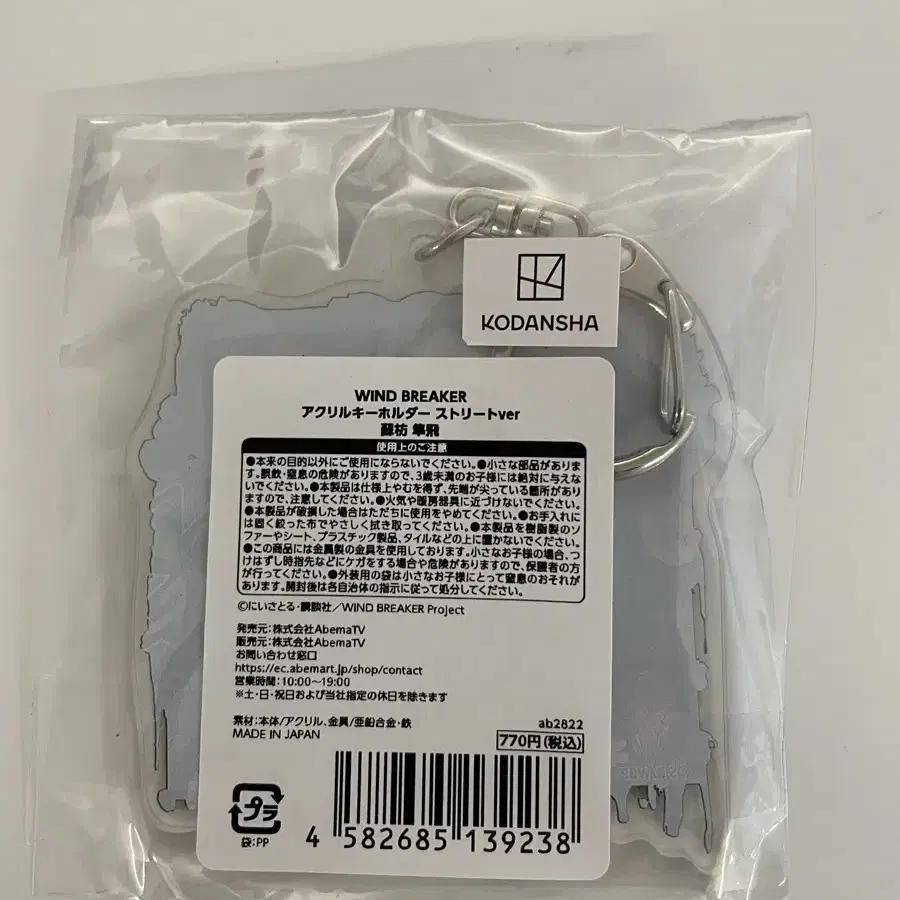 KODANSHA
WIND BREAKER
アクリルキーホルダー ストリートver
蘇枋 隼飛
使用上のご注意
●本来の目的以外にご使用にならないでください。●小さな部品がありま
す。誤飲・窒息の危険がありますので、3歳未満のお子様には絶対に与えな
いでください。●本製品は仕様上やむを得ず、先端が尖っている箇所があり
ますので、注意してください。●火気や暖房器具に近づけないでください。
●本製品が破損した場合はただちに使用をやめてください。●お手入れに
は固く絞った布でやさしく拭き取ってください。●本製品を樹脂製のソ
ファーやシート、プラスチック製品、タイルなどの上に置かないでください。
●この商品には金属製の金具を使用しております。小さなお子様の場合、つ
けはずし時指先などにケガをする場合や危険がありますので、保護者の方
が行ってください。●外装用の袋は小さなお子様にとって窒息のおそれが
あります。開封後は各自治体の指示に従って処分してください。
©にいさとる・講談社/WIND BREAKER Project
発売元:株式会社AbemaTV
販売元:株式会社AbemaTV
お問い合わせ窓口
https://ec.abemart.jp/shop/contact
営業時間:10:00~19:00
※土・日・祝日および当社指定の休日を除きます
素材:本体/アクリル、金具/亜鉛合金・鉄
ab2822
MADE IN JAPAN
770円(税込)
プラ
袋:PP
4 582685 139238